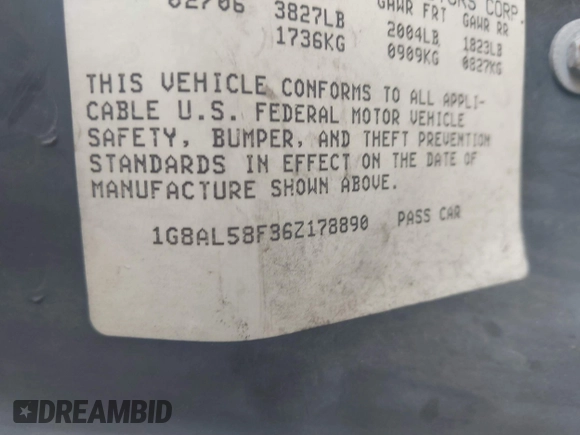 02706 3827LB GAWR FRT GAWR RR
1736KG 2004LB 1823LB
0909KG 0827KG
THIS VEHICLE CONFORMS TO ALL APPLI-
CABLE U.S. FEDERAL MOTOR VEHICLE
SAFETY, BUMPER, AND THEFT PREVENTION
STANDARDS IN EFFECT ON THE DATE OF
MANUFACTURE SHOWN ABOVE.
1G8AL58F36Z178890 PASS CAR
DREAMBID